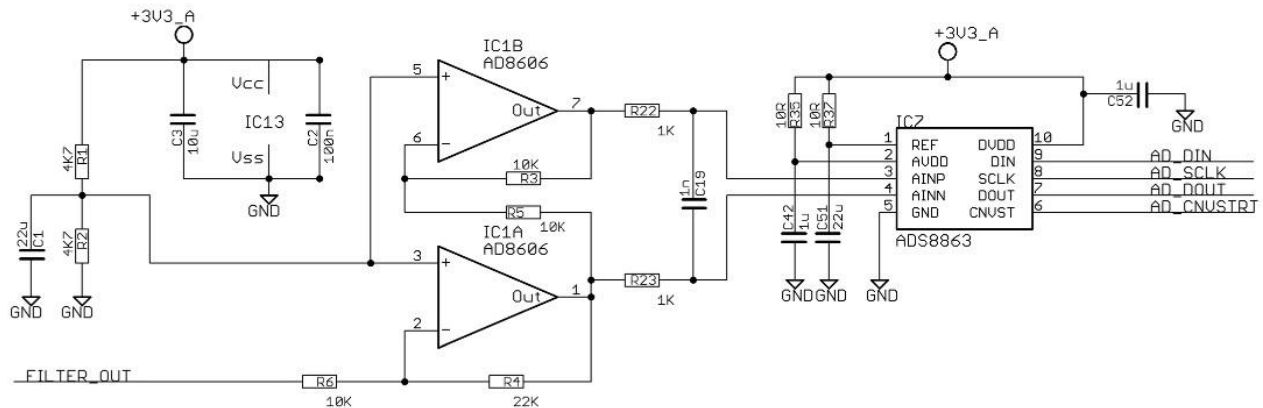 +3V3_A
Vcc
IC13
Vss
C3
10u
C2
100n
GND
4K7
R1
22u
C1
4K7
R2
GND
GND
IC1B
AD8606
5
+
6
−
Out
7
R22
1K
10K
R3
R5
10K
1n
C19
IC1A
AD8606
3
+
2
−
Out
1
R23
1K
FILTER_OUT
R6
10K
R4
22K
+3V3_A
1u
C52
GND
10R
R35
10R
R37
IC7
1 REF DVDD 10
2 AVDD DIN 9 AD_DIN
3 AINP SCLK 8 AD_SCLK
4 AINN DOUT 7 AD_DOUT
5 GND CNVST 6 AD_CNVSTRT
ADS8863
C42
1u
C51
22u
GND
GND
GND